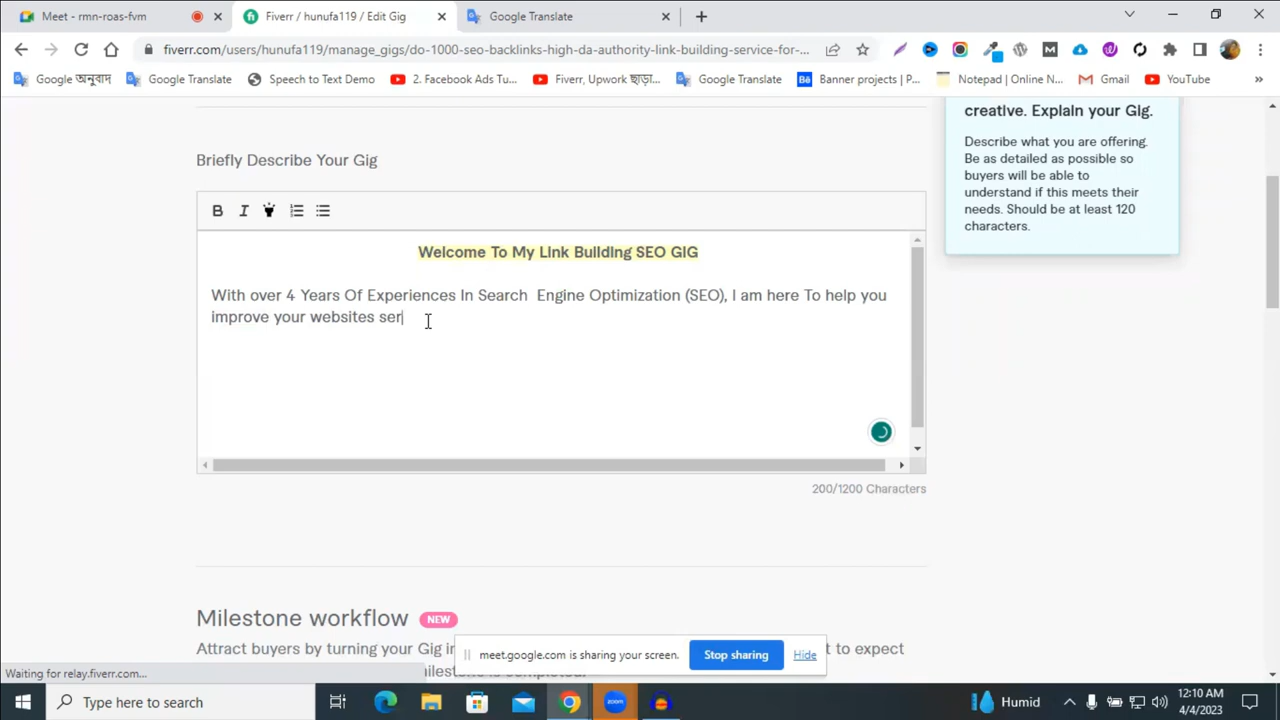 Meet - rmn-roas-fvm
Fiverr / hunufa119 / Edit Gig
Google Translate
fiverr.com/users/hunufa119/manage_gigs/do-1000-seo-backlinks-high-da-authority-link-building-service-for-...
Google অনুবাদ
Google Translate
Speech to Text Demo
2. Facebook Ads Tu...
Fiverr, Upwork ছাড়া...
Google Translate
Banner projects | P...
Notepad | Online N...
Gmail
YouTube
creative. Explain your Gig.
Describe what you are offering.
Be as detailed as possible so
buyers will be able to
understand if this meets their
needs. Should be at least 120
characters.
Briefly Describe Your Gig
B I
Welcome To My Link Building SEO GIG
With over 4 Years Of Experiences In Search  Engine Optimization (SEO), I am here To help you
improve your websites ser
200/1200 Characters
Milestone workflow NEW
Attract buyers by turning your Gig in
t to expect
meet.google.com is sharing your screen.
Stop sharing
Hide
milestone is completed.
Waiting for relay.fiverr.com...
Type here to search
zoom
Humid
12:10 AM
4/4/2023